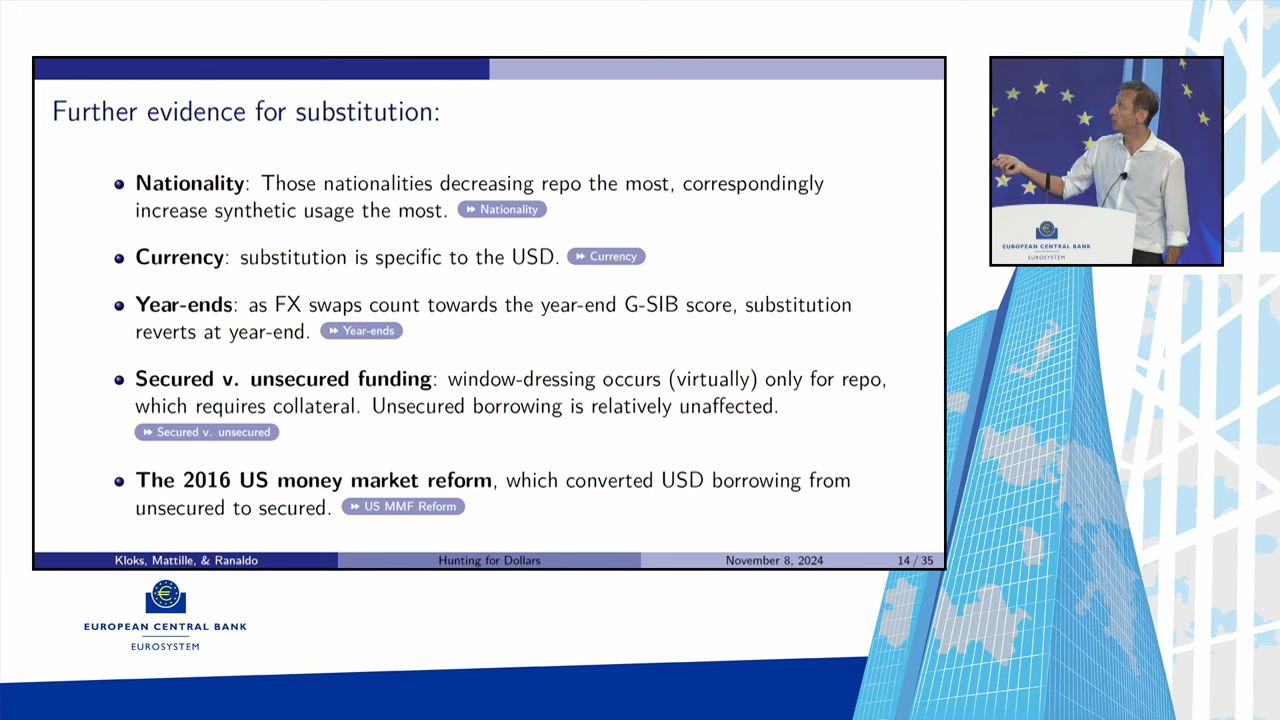 Further evidence for substitution:
Nationality: Those nationalities decreasing repo the most, correspondingly
increase synthetic usage the most. Nationality
Currency: substitution is specific to the USD. Currency
Year-ends: as FX swaps count towards the year-end G-SIB score, substitution
reverts at year-end. Year-ends
Secured v. unsecured funding: window-dressing occurs (virtually) only for repo,
which requires collateral. Unsecured borrowing is relatively unaffected.
Secured v. unsecured
The 2016 US money market reform, which converted USD borrowing from
unsecured to secured. US MMF Reform
Kloks, Mattille, & Ranaldo Hunting for Dollars November 8, 2024 14 / 35
EUROPEAN CENTRAL BANK
EUROSYSTEM
EUROPEAN CENTRAL BANK
EUROSYSTEM